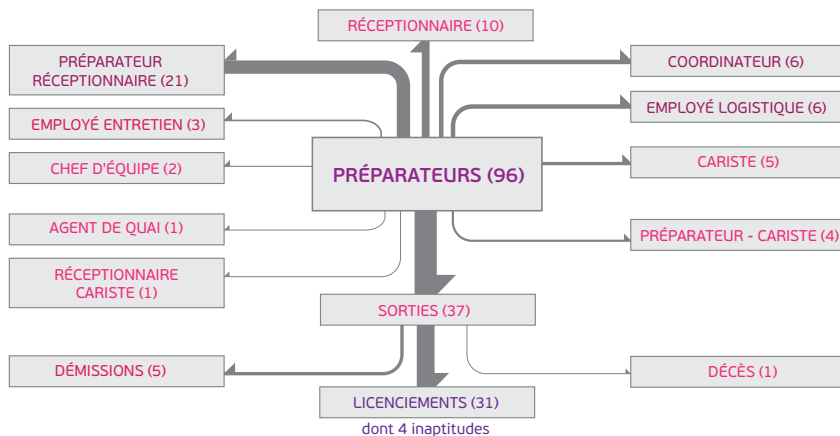 RÉCEPTIONNAIRE (10)
PRÉPARATEUR
RÉCEPTIONNAIRE (21)
COORDINATEUR (6)
EMPLOYÉ LOGISTIQUE (6)
EMPLOYÉ ENTRETIEN (3)
CHEF D'ÉQUIPE (2)
PRÉPARATEURS (96)
CARISTE (5)
AGENT DE QUAI (1)
PRÉPARATEUR - CARISTE (4)
RÉCEPTIONNAIRE
CARISTE (1)
SORTIES (37)
DÉMISSIONS (5)
DÉCÈS (1)
LICENCIEMENTS (31)
dont 4 inaptitudes